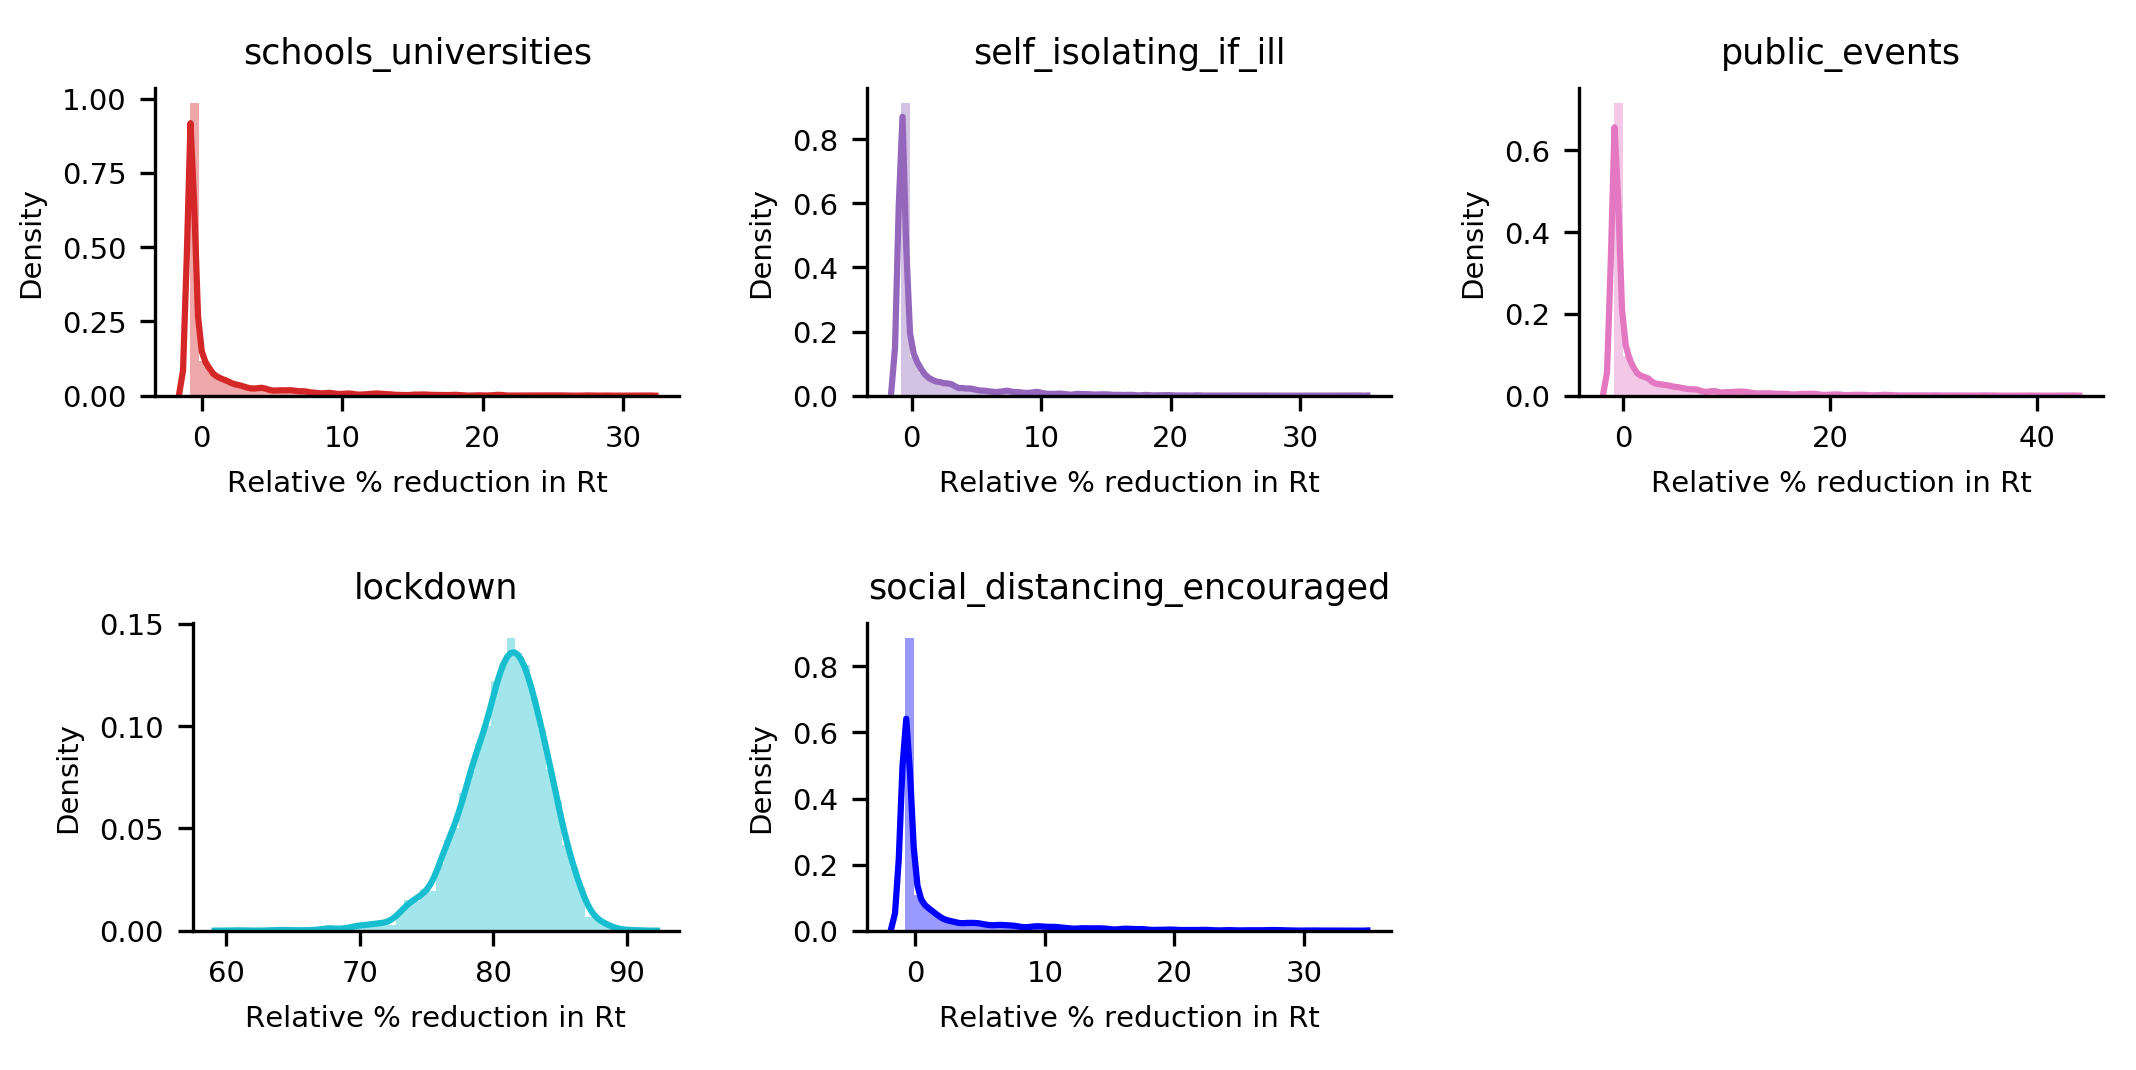 schools_universities
1.00
0.75
0.50
0.25
0.00
Density
0 10 20 30
Relative % reduction in Rt
self_isolating_if_ill
0.8
0.6
0.4
0.2
0.0
Density
0 10 20 30
Relative % reduction in Rt
public_events
0.6
0.4
0.2
0.0
Density
0 20 40
Relative % reduction in Rt
lockdown
0.15
0.10
0.05
0.00
Density
60 70 80 90
Relative % reduction in Rt
social_distancing_encouraged
0.8
0.6
0.4
0.2
0.0
Density
0 10 20 30
Relative % reduction in Rt